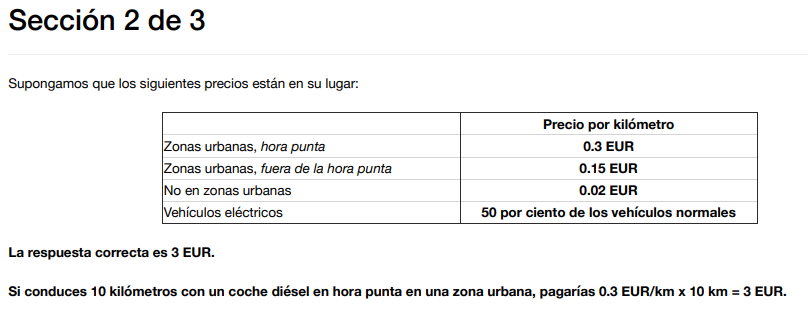 Sección 2 de 3
Supongamos que los siguientes precios están en su lugar:
Precio por kilómetro
Zonas urbanas, hora punta 0.3 EUR
Zonas urbanas, fuera de la hora punta 0.15 EUR
No en zonas urbanas 0.02 EUR
Vehículos eléctricos 50 por ciento de los vehículos normales
La respuesta correcta es 3 EUR.
Si conduces 10 kilómetros con un coche diésel en hora punta en una zona urbana, pagarías 0.3 EUR/km x 10 km = 3 EUR.